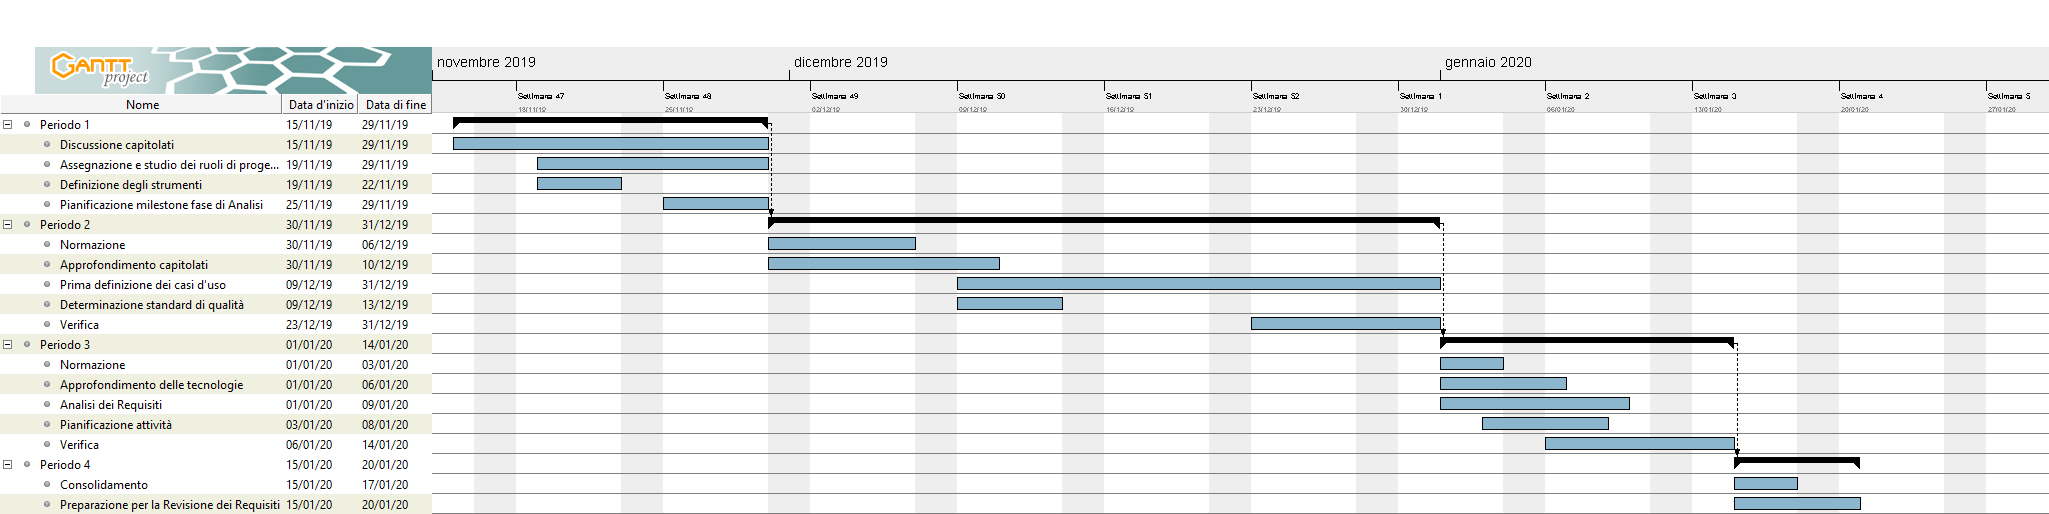 GANTT
project
novembre 2019 dicembre 2019 gennaio 2020
Settimana 47 Settimana 48 Settimana 49 Settimana 50 Settimana 51 Settimana 52 Settimana 1 Settimana 2 Settimana 3 Settimana 4 Settimana 5
18/11/19 25/11/19 02/12/19 09/12/19 16/12/19 23/12/19 30/12/19 06/01/20 13/01/20 20/01/20 27/01/20
Nome Data d'inizio Data di fine
Periodo 1 15/11/19 29/11/19
Discussione capitolati 15/11/19 29/11/19
Assegnazione e studio dei ruoli di proge... 19/11/19 29/11/19
Definizione degli strumenti 19/11/19 22/11/19
Pianificazione milestone fase di Analisi 25/11/19 29/11/19
Periodo 2 30/11/19 31/12/19
Normazione 30/11/19 06/12/19
Approfondimento capitolati 30/11/19 10/12/19
Prima definizione dei casi d'uso 09/12/19 31/12/19
Determinazione standard di qualità 09/12/19 13/12/19
Verifica 23/12/19 31/12/19
Periodo 3 01/01/20 14/01/20
Normazione 01/01/20 03/01/20
Approfondimento delle tecnologie 01/01/20 06/01/20
Analisi dei Requisiti 01/01/20 09/01/20
Pianificazione attività 03/01/20 08/01/20
Verifica 06/01/20 14/01/20
Periodo 4 15/01/20 20/01/20
Consolidamento 15/01/20 17/01/20
Preparazione per la Revisione dei Requisiti 15/01/20 20/01/20